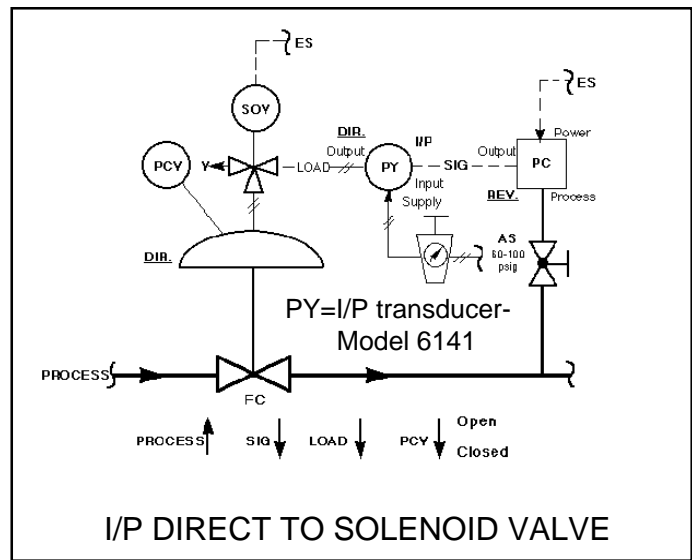 ES
ES
SOV
DIR.
I/P
Power
Output
Output
PCV
V
LOAD
PY
SIG
PC
Input
REV.
Process
Supply
DIR.
AS
60-100
psig
PY=I/P transducer-
Model 6141
PROCESS
FC
Open
PROCESS SIG LOAD PCV
Closed
I/P DIRECT TO SOLENOID VALVE